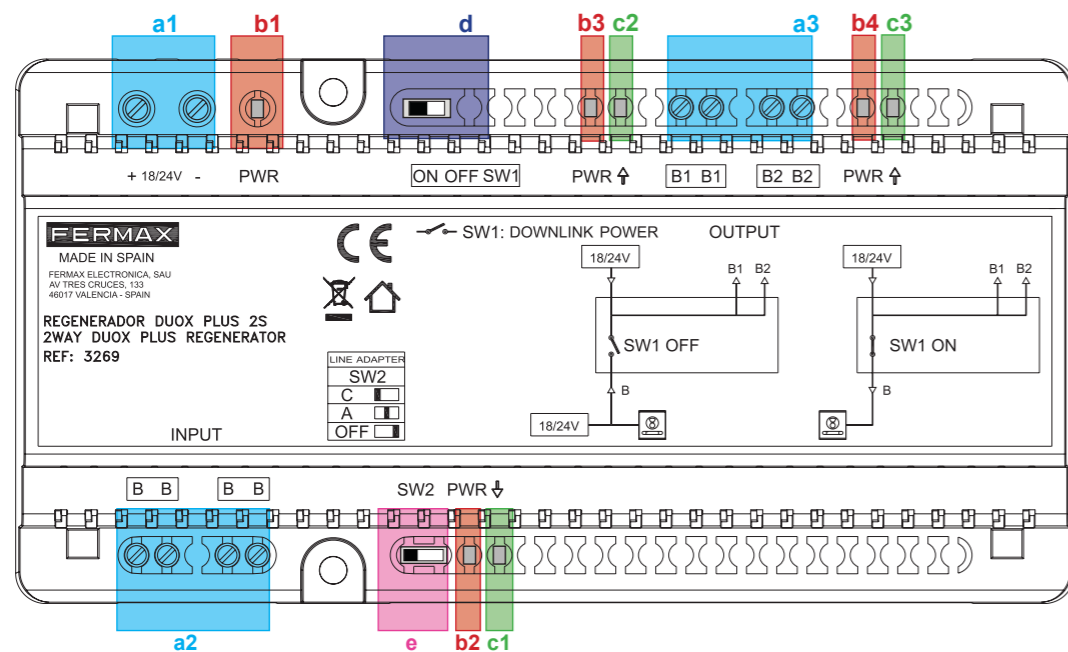 a1 b1 d b3 c2 a3 b4 c3
+ 18/24V - PWR ON OFF SW1 PWR B1 B1 B2 B2 PWR
FERMAX
MADE IN SPAIN
FERMAX ELECTRONICA, SAU
AV TRES CRUCES, 133
46017 VALENCIA - SPAIN
REGENERADOR DUOX PLUS 2S
2WAY DUOX PLUS REGENERATOR
REF: 3269
INPUT
CE
LINE ADAPTER
SW2
C
A
OFF
SW1: DOWNLINK POWER OUTPUT
18/24V
B1 B2
SW1 OFF
B
18/24V
18/24V
B1 B2
SW1 ON
B
B B B B SW2 PWR
a2 e b2 c1